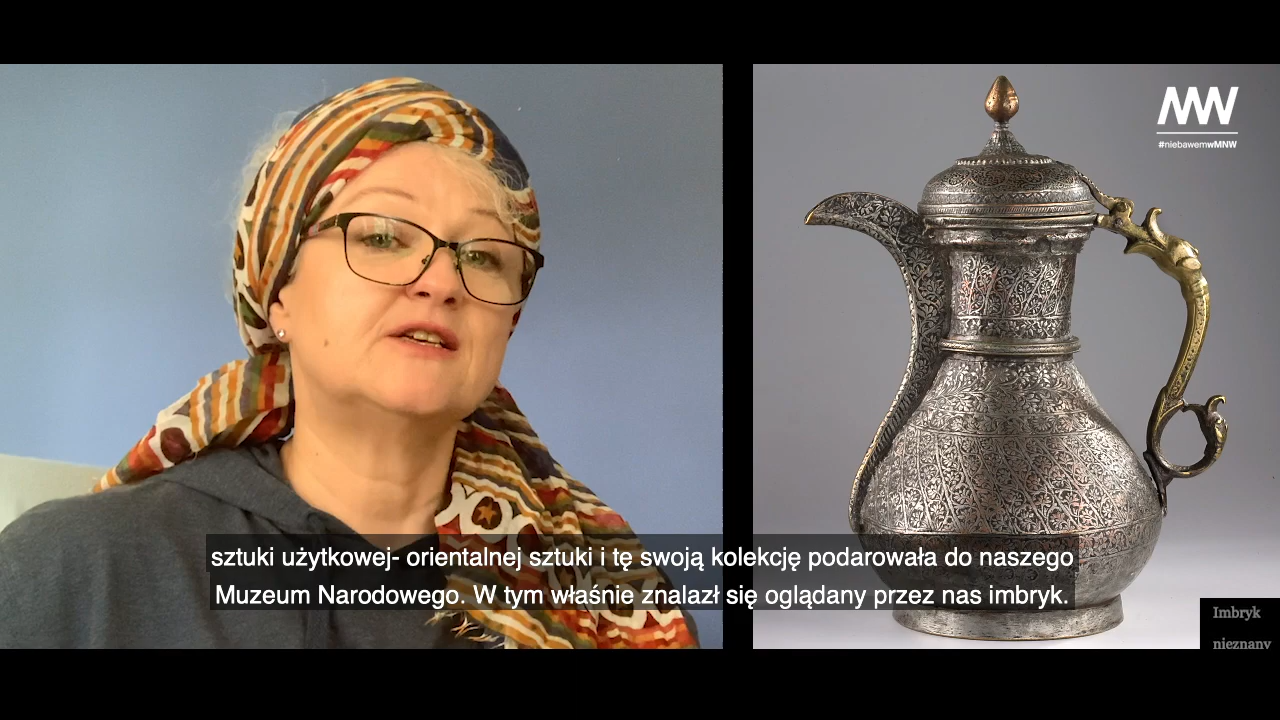 MW
#niebawemwMNW
sztuki użytkowej- orientalnej sztuki i tę swoją kolekcję podarowała do naszego
Muzeum Narodowego. W tym właśnie znalazł się oglądany przez nas imbryk.
Imbryk
nieznany